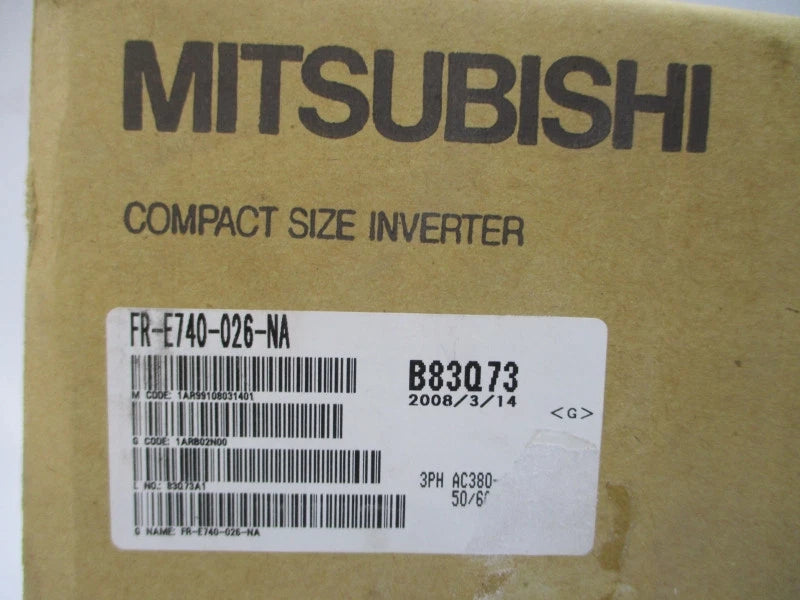 MITSUBISHI
COMPACT SIZE INVERTER
FR-E740-026-NA
B83Q73
2008/3/14
<G>
M CODE: 1AR99108031401
G CODE: 1ARB02N00
L NO.: B3Q73A1
3PH AC380-
50/6
G NAME: FR-E740-026-NA